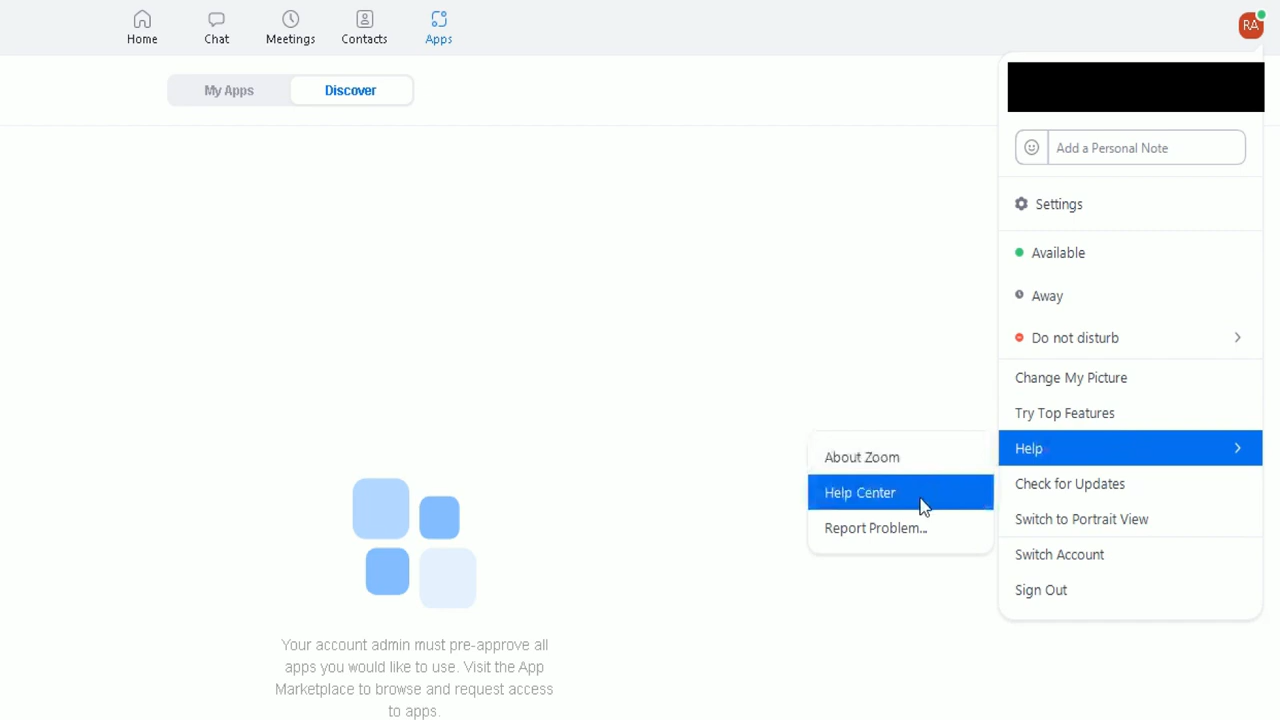 Home
Chat
Meetings
Contacts
Apps
RA
My Apps
Discover
Add a Personal Note
Settings
Available
Away
Do not disturb
Change My Picture
Try Top Features
Help
Check for Updates
Switch to Portrait View
Switch Account
Sign Out
About Zoom
Help Center
Report Problem...
Your account admin must pre-approve all
apps you would like to use. Visit the App
Marketplace to browse and request access
to apps.